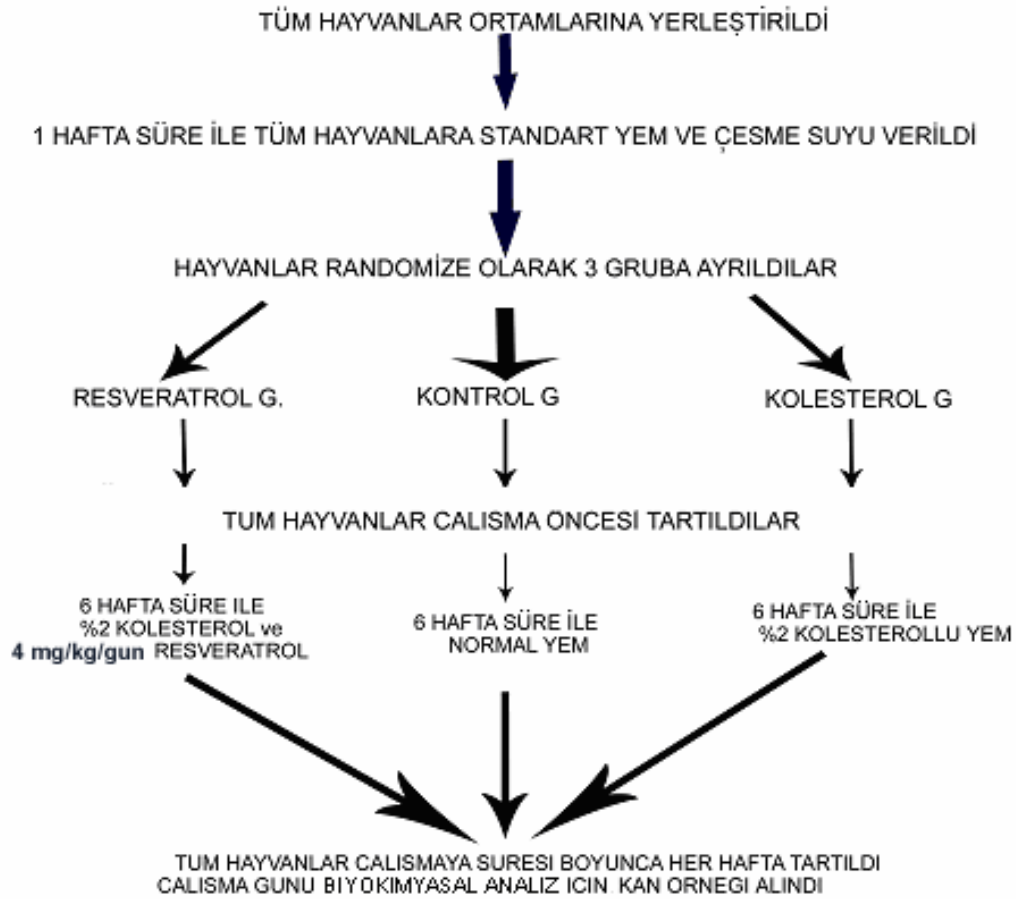 TÜM HAYVANLAR ORTAMLARINA YERLEŞTİRİLDİ
1 HAFTA SÜRE İLE TÜM HAYVANLARA STANDART YEM VE ÇESME SUYU VERİLDİ
HAYVANLAR RANDOMİZE OLARAK 3 GRUBA AYRILDILAR
RESVERATROL G.
KONTROL G
KOLESTEROL G
TUM HAYVANLAR CALISMA ÖNCESİ TARTILDILAR
6 HAFTA SÜRE ILE
%2 KOLESTEROL ve
4 mg/kg/gun RESVERATROL
6 HAFTA SÜRE İLE
NORMAL YEM
6 HAFTA SÜRE İLE
%2 KOLESTEROLLU YEM
TUM HAYVANLAR CALISMAYA SURESI BOYUNCA HER HAFTA TARTILDI
CALISMA GUNU BIYOKIMYASAL ANALIZ ICIN KAN ORNEGI ALINDI